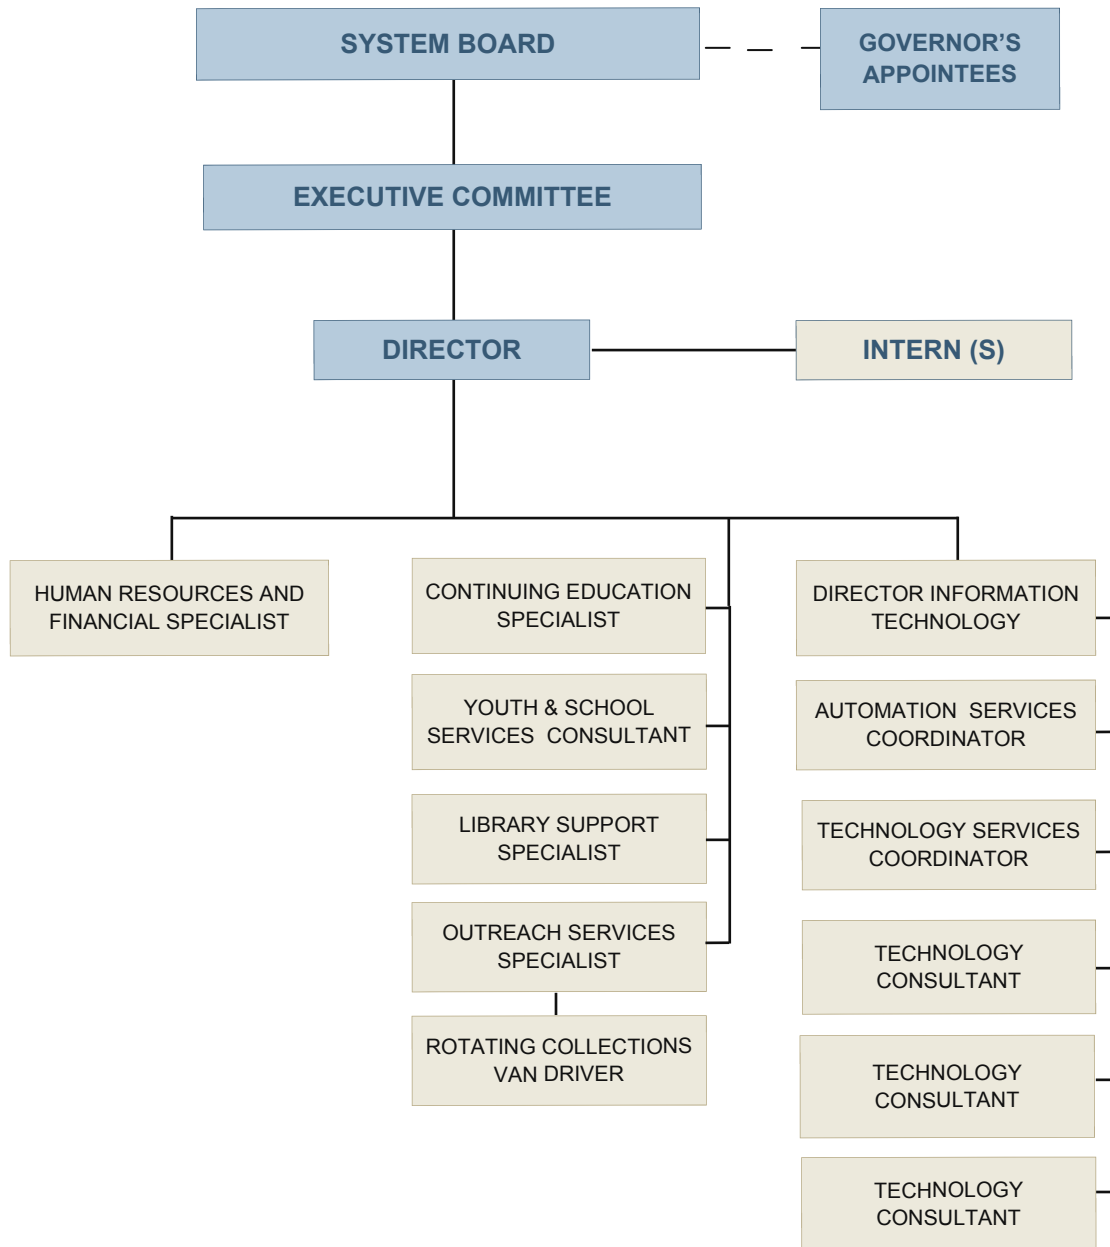 SYSTEM BOARD
GOVERNOR'S
APPOINTEES
EXECUTIVE COMMITTEE
DIRECTOR
INTERN (S)
HUMAN RESOURCES AND
FINANCIAL SPECIALIST
CONTINUING EDUCATION
SPECIALIST
YOUTH & SCHOOL
SERVICES CONSULTANT
LIBRARY SUPPORT
SPECIALIST
OUTREACH SERVICES
SPECIALIST
ROTATING COLLECTIONS
VAN DRIVER
DIRECTOR INFORMATION
TECHNOLOGY
AUTOMATION SERVICES
COORDINATOR
TECHNOLOGY SERVICES
COORDINATOR
TECHNOLOGY
CONSULTANT
TECHNOLOGY
CONSULTANT
TECHNOLOGY
CONSULTANT